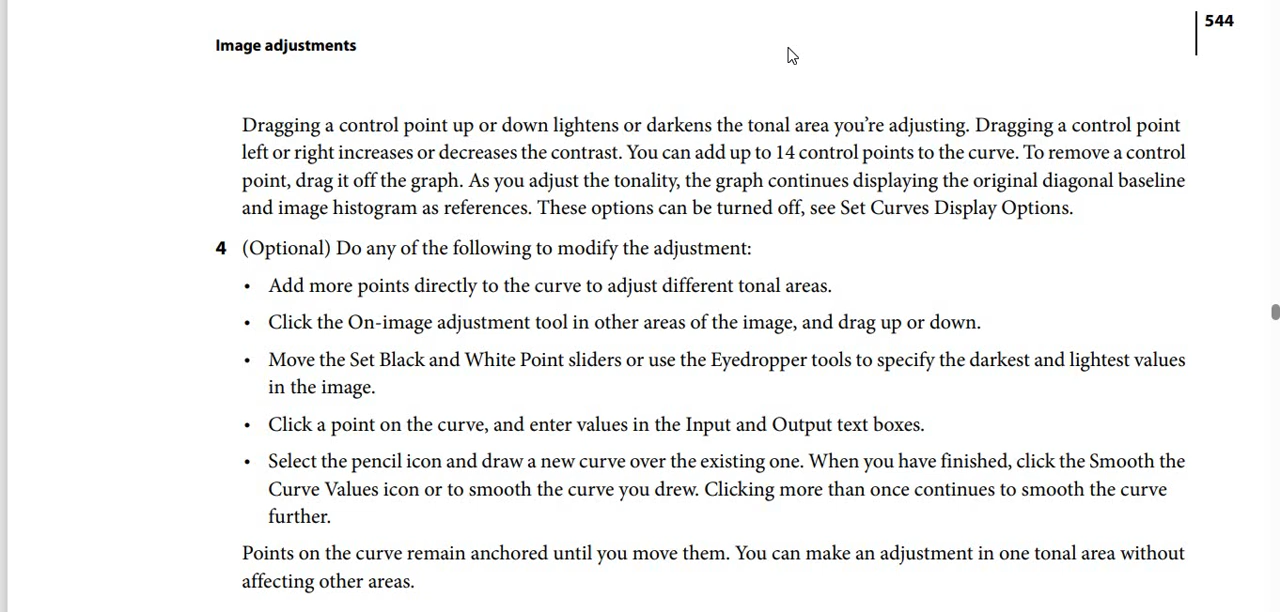 544
Image adjustments
Dragging a control point up or down lightens or darkens the tonal area you're adjusting. Dragging a control point
left or right increases or decreases the contrast. You can add up to 14 control points to the curve. To remove a control
point, drag it off the graph. As you adjust the tonality, the graph continues displaying the original diagonal baseline
and image histogram as references. These options can be turned off, see Set Curves Display Options.
4 (Optional) Do any of the following to modify the adjustment:
• Add more points directly to the curve to adjust different tonal areas.
• Click the On-image adjustment tool in other areas of the image, and drag up or down.
• Move the Set Black and White Point sliders or use the Eyedropper tools to specify the darkest and lightest values
in the image.
• Click a point on the curve, and enter values in the Input and Output text boxes.
• Select the pencil icon and draw a new curve over the existing one. When you have finished, click the Smooth the
Curve Values icon or to smooth the curve you drew. Clicking more than once continues to smooth the curve
further.
Points on the curve remain anchored until you move them. You can make an adjustment in one tonal area without
affecting other areas.